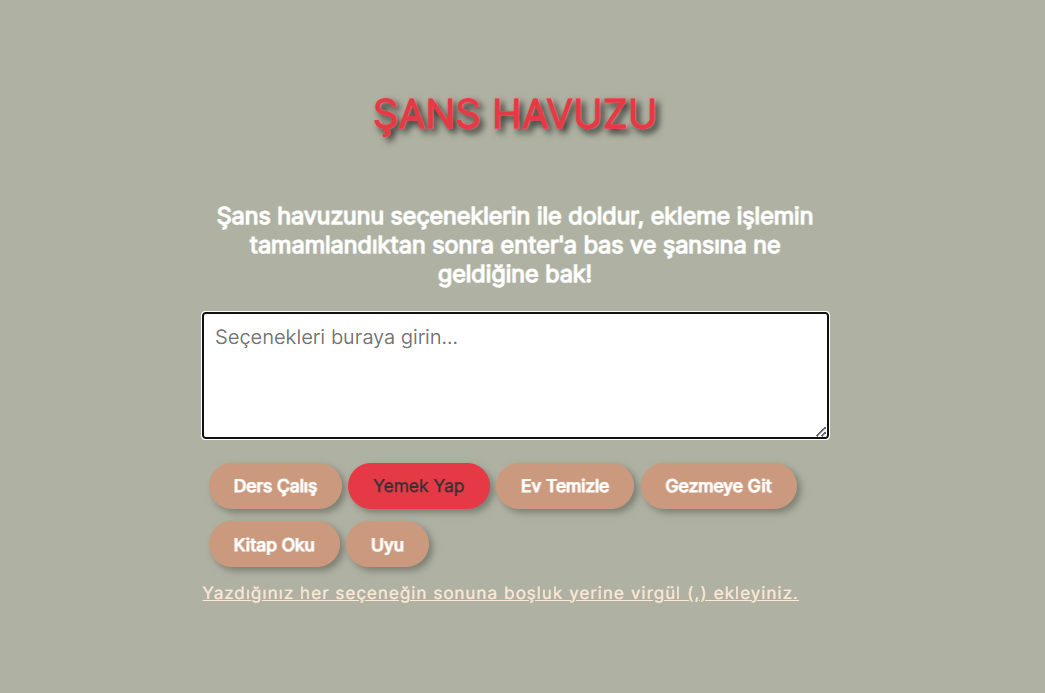 ŞANS HAVUZU
Şans havuzunu seçeneklerin ile doldur, ekleme işlemin
tamamlandıktan sonra enter'a bas ve şansına ne
geldiğine bak!
Seçenekleri buraya girin...
Ders Çalış Yemek Yap Ev Temizle Gezmeye Git
Kitap Oku Uyu
Yazdığınız her seçeneğin sonuna boşluk yerine virgül (,) ekleyiniz.